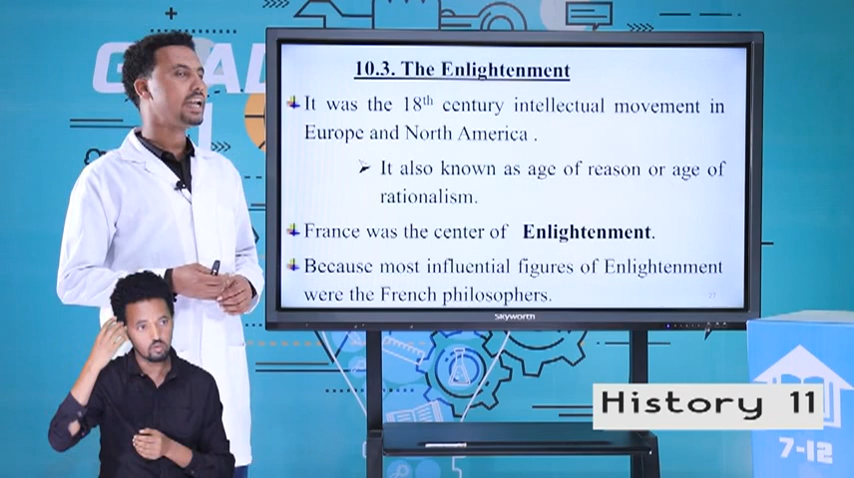 GRAD
10.3. The Enlightenment
It was the 18th century intellectual movement in
Europe and North America .
It also known as age of reason or age of
rationalism.
France was the center of Enlightenment.
Because most influential figures of Enlightenment
were the French philosophers.
27
Skyworth
History 11
7-12